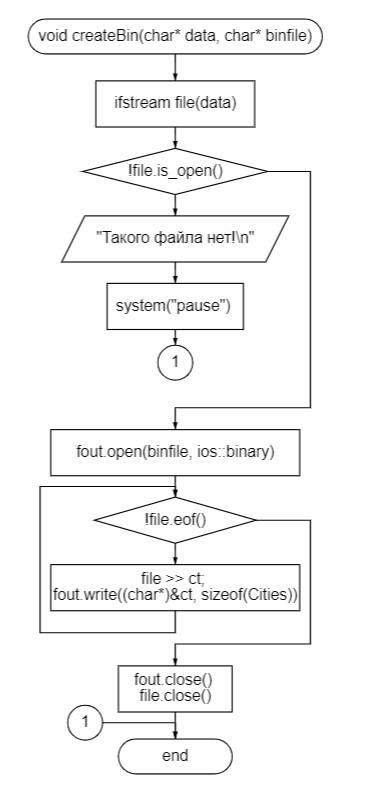 void createBin(char* data, char* binfile)
ifstream file(data)
!file.is_open()
"Такого файла нет!\n"
system("pause")
1
fout.open(binfile, ios::binary)
!file.eof()
file >> ct;
fout.write((char*)&ct, sizeof(Cities))
fout.close()
file.close()
1
end